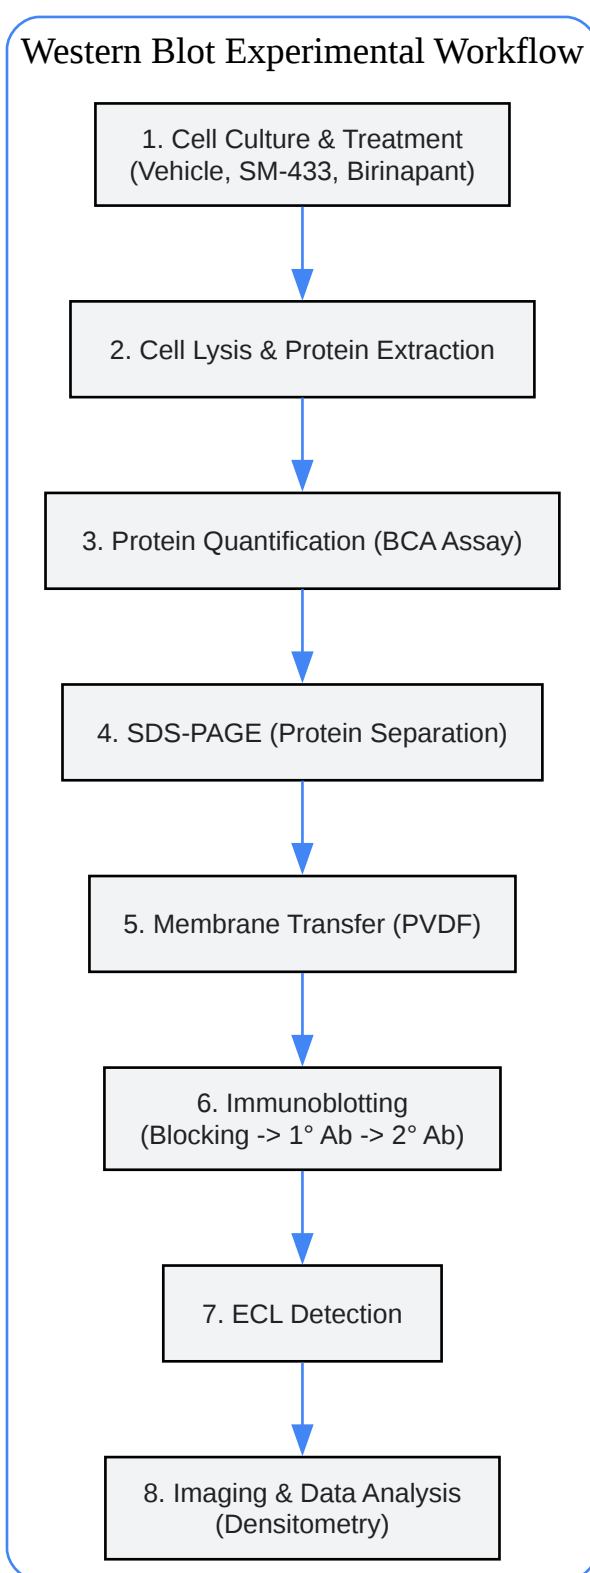 Western Blot Experimental Workflow
1. Cell Culture & Treatment
(Vehicle, SM-433, Birinapant)
2. Cell Lysis & Protein Extraction
3. Protein Quantification (BCA Assay)
4. SDS-PAGE (Protein Separation)
5. Membrane Transfer (PVDF)
6. Immunoblotting
(Blocking -> 1° Ab -> 2° Ab)
7. ECL Detection
8. Imaging & Data Analysis
(Densitometry)